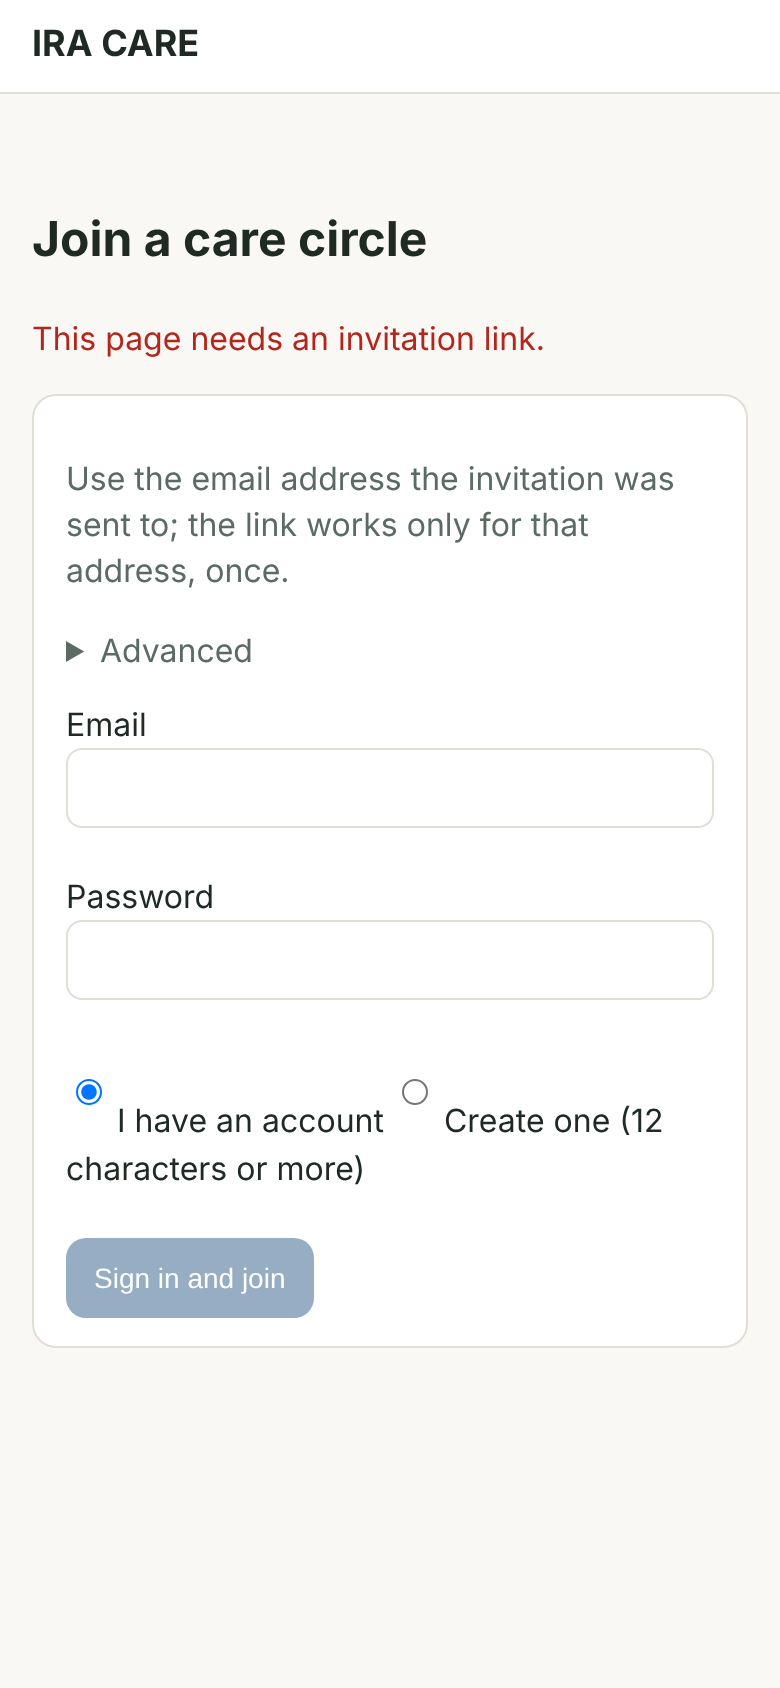 IRA CARE
Join a care circle
This page needs an invitation link.
Use the email address the invitation was
sent to; the link works only for that
address, once.
Advanced
Email
Password
I have an account Create one (12
characters or more)
Sign in and join